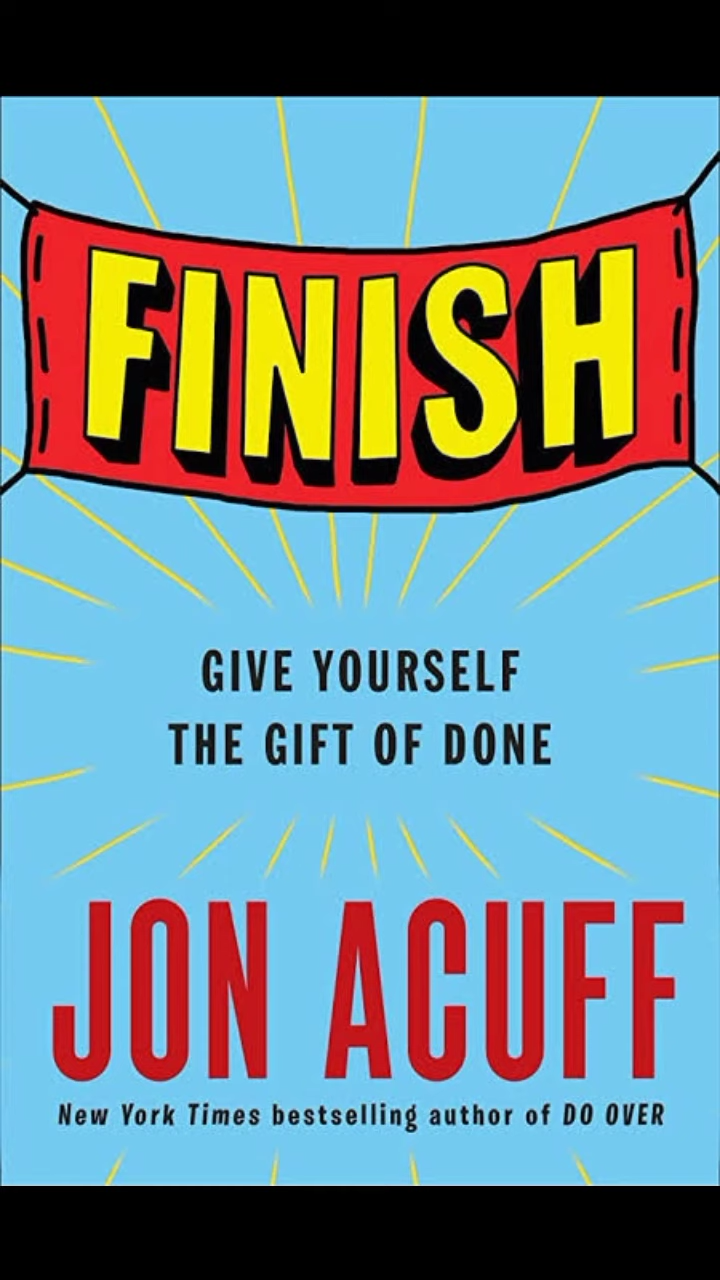 FINISH
GIVE YOURSELF
THE GIFT OF DONE
JON ACUFF
New York Times bestselling author of DO OVER